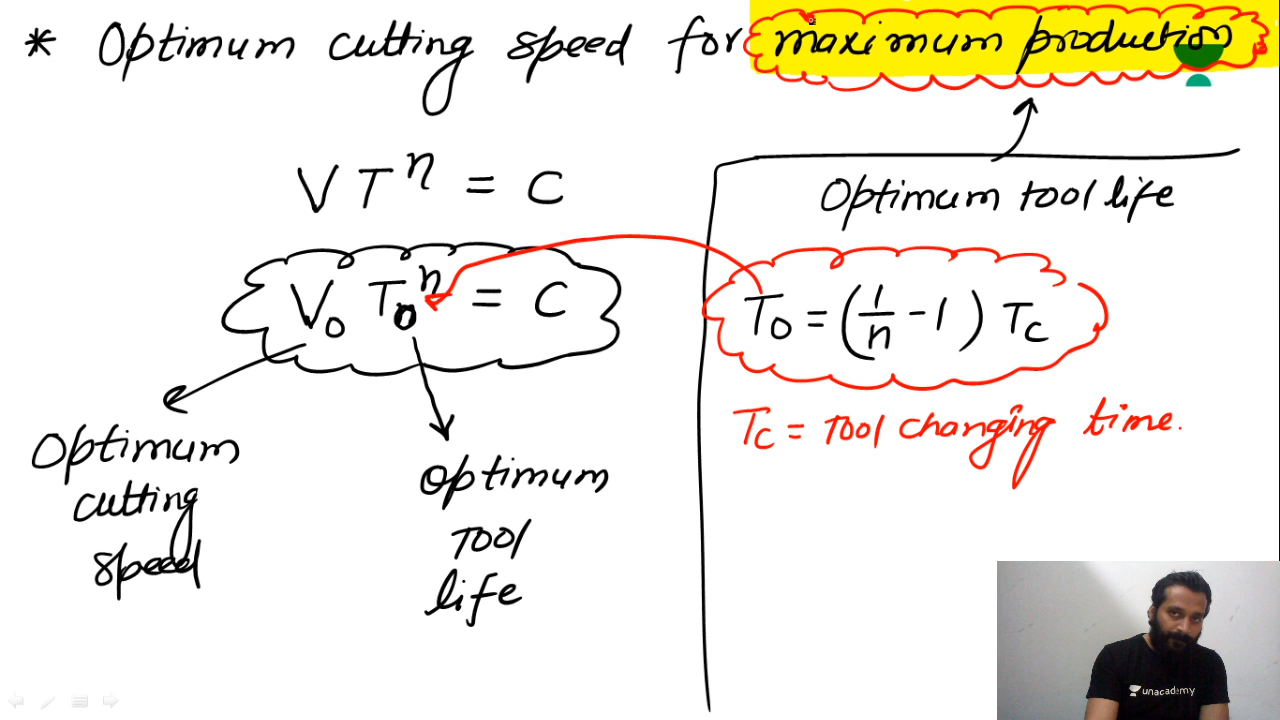 * Optimum cutting speed for maximum production
V T^n = C
V₀ T₀^n = C
Optimum cutting speed
Optimum Tool life
Optimum tool life
T₀ = (1/n - 1) Tc
Tc = Tool changing time.
unacademy